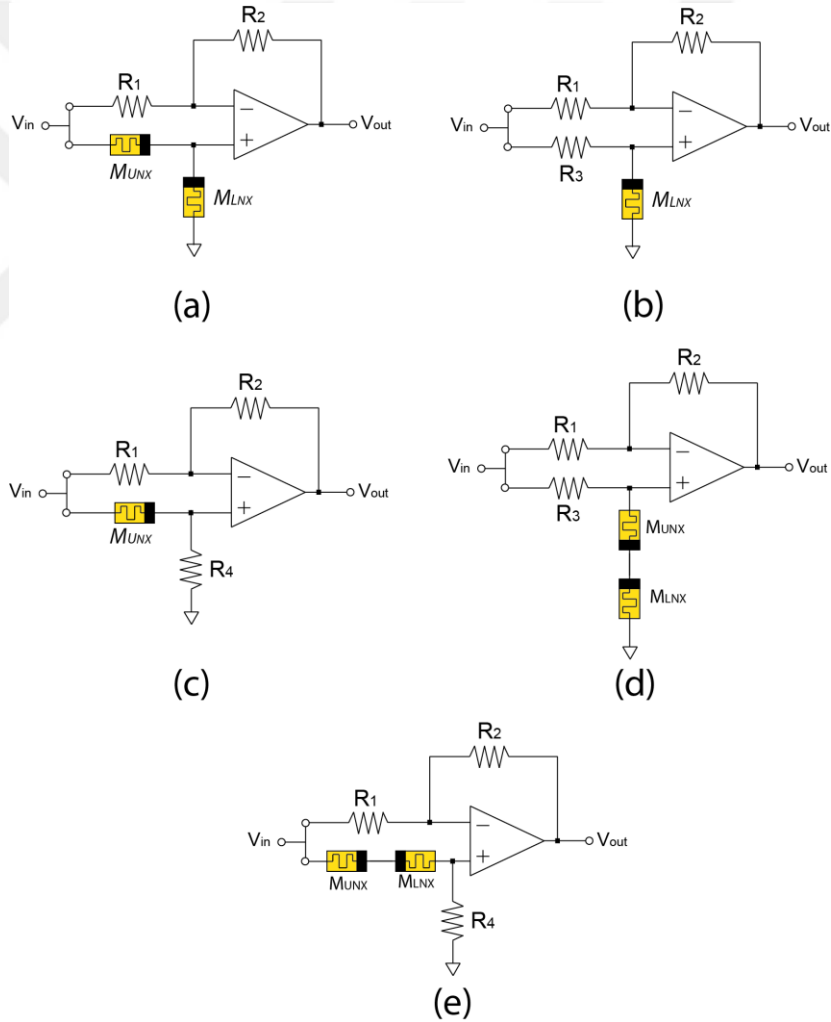 R2
R1
Vin
Vout
MUNX
MLNX
(a)
R2
R1
Vin
Vout
R3
MLNX
(b)
R2
R1
Vin
Vout
MUNX
R4
(c)
R2
R1
Vin
Vout
R3
MUNX
MLNX
(d)
R2
R1
Vin
Vout
MUNX MLNX
R4
(e)